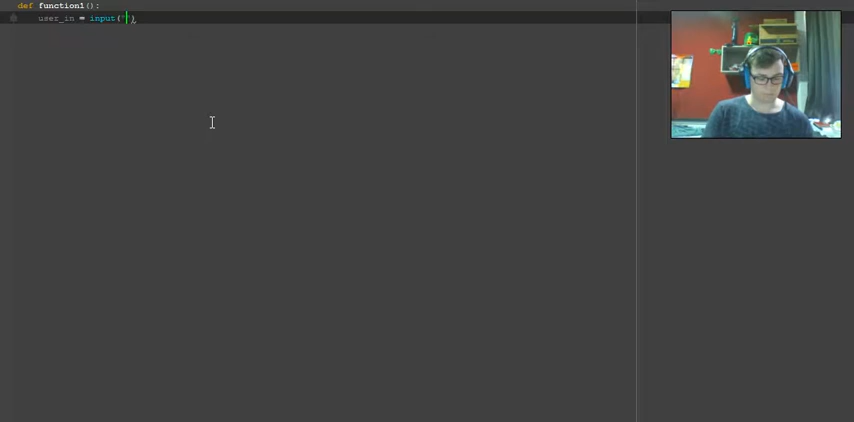 def function1():
user_in = input("")